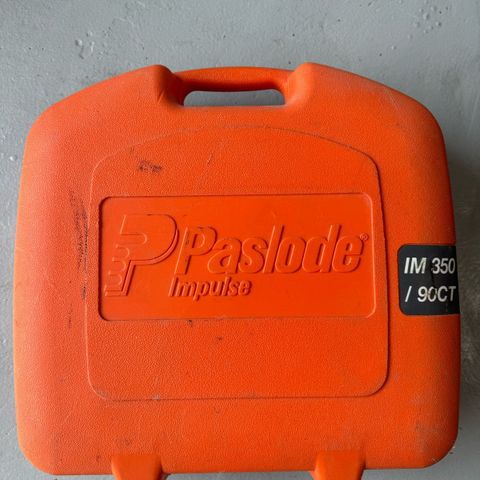 Paslode®
Impulse
IM 350
/ 90CT